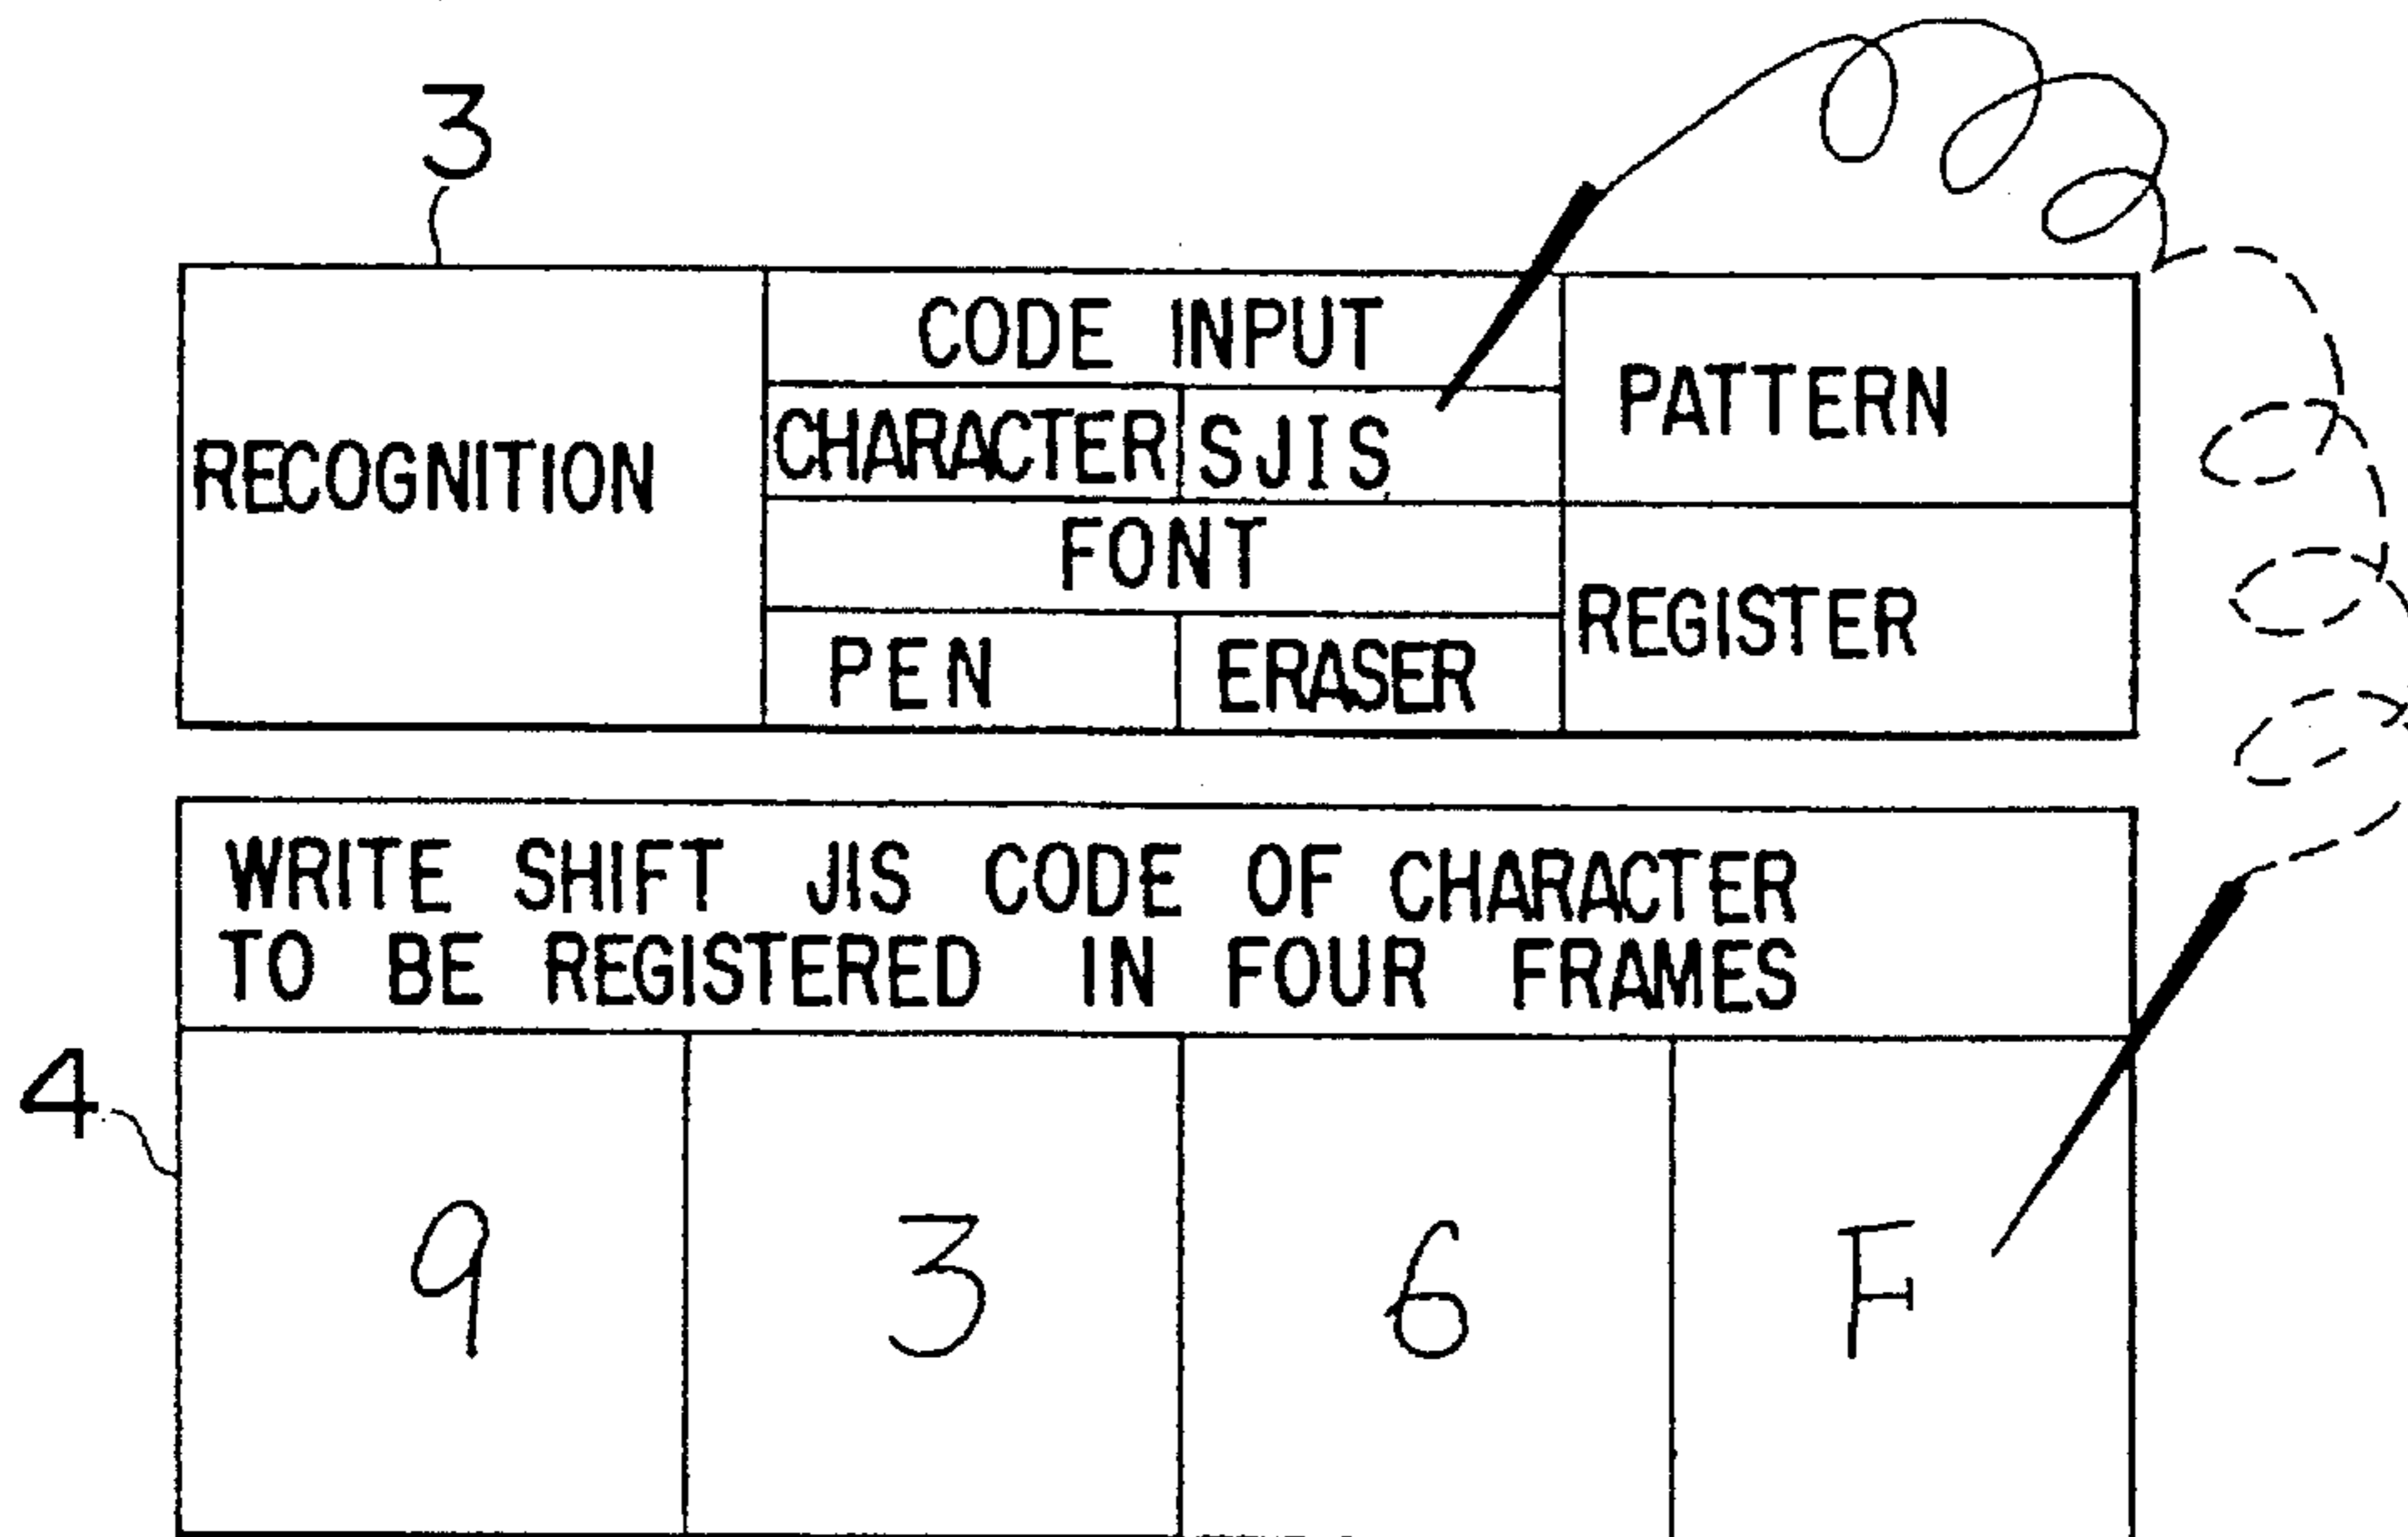 3
CODE INPUT
PATTERN
RECOGNITION
CHARACTER SJIS
FONT
REGISTER
PEN ERASER
WRITE SHIFT JIS CODE OF CHARACTER
TO BE REGISTERED IN FOUR FRAMES
4
9 3 6 F